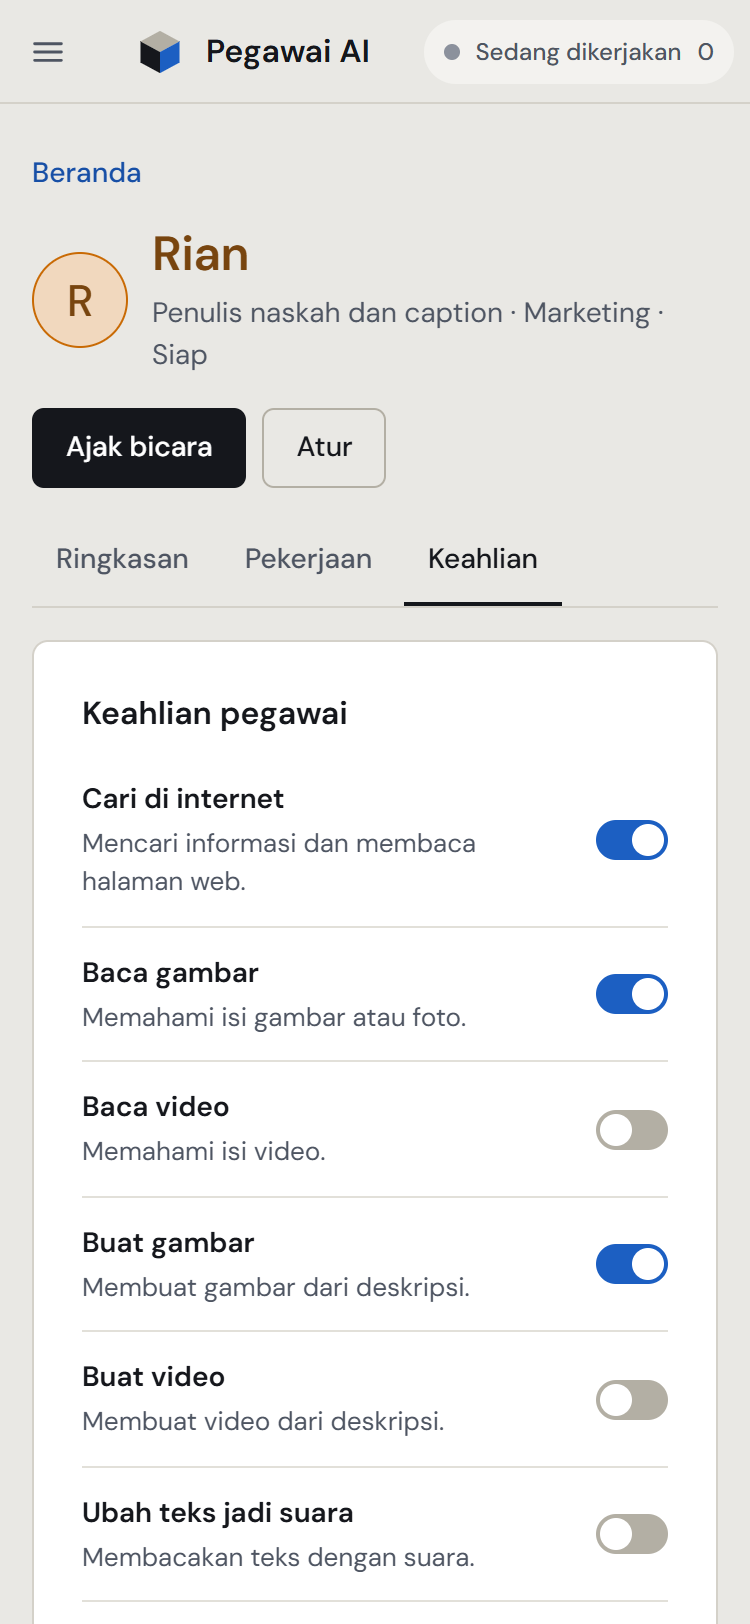 Pegawai AI
Sedang dikerjakan 0
Beranda
R
Rian
Penulis naskah dan caption · Marketing ·
Siap
Ajak bicara
Atur
Ringkasan
Pekerjaan
Keahlian
Keahlian pegawai
Cari di internet
Mencari informasi dan membaca
halaman web.
Baca gambar
Memahami isi gambar atau foto.
Baca video
Memahami isi video.
Buat gambar
Membuat gambar dari deskripsi.
Buat video
Membuat video dari deskripsi.
Ubah teks jadi suara
Membacakan teks dengan suara.